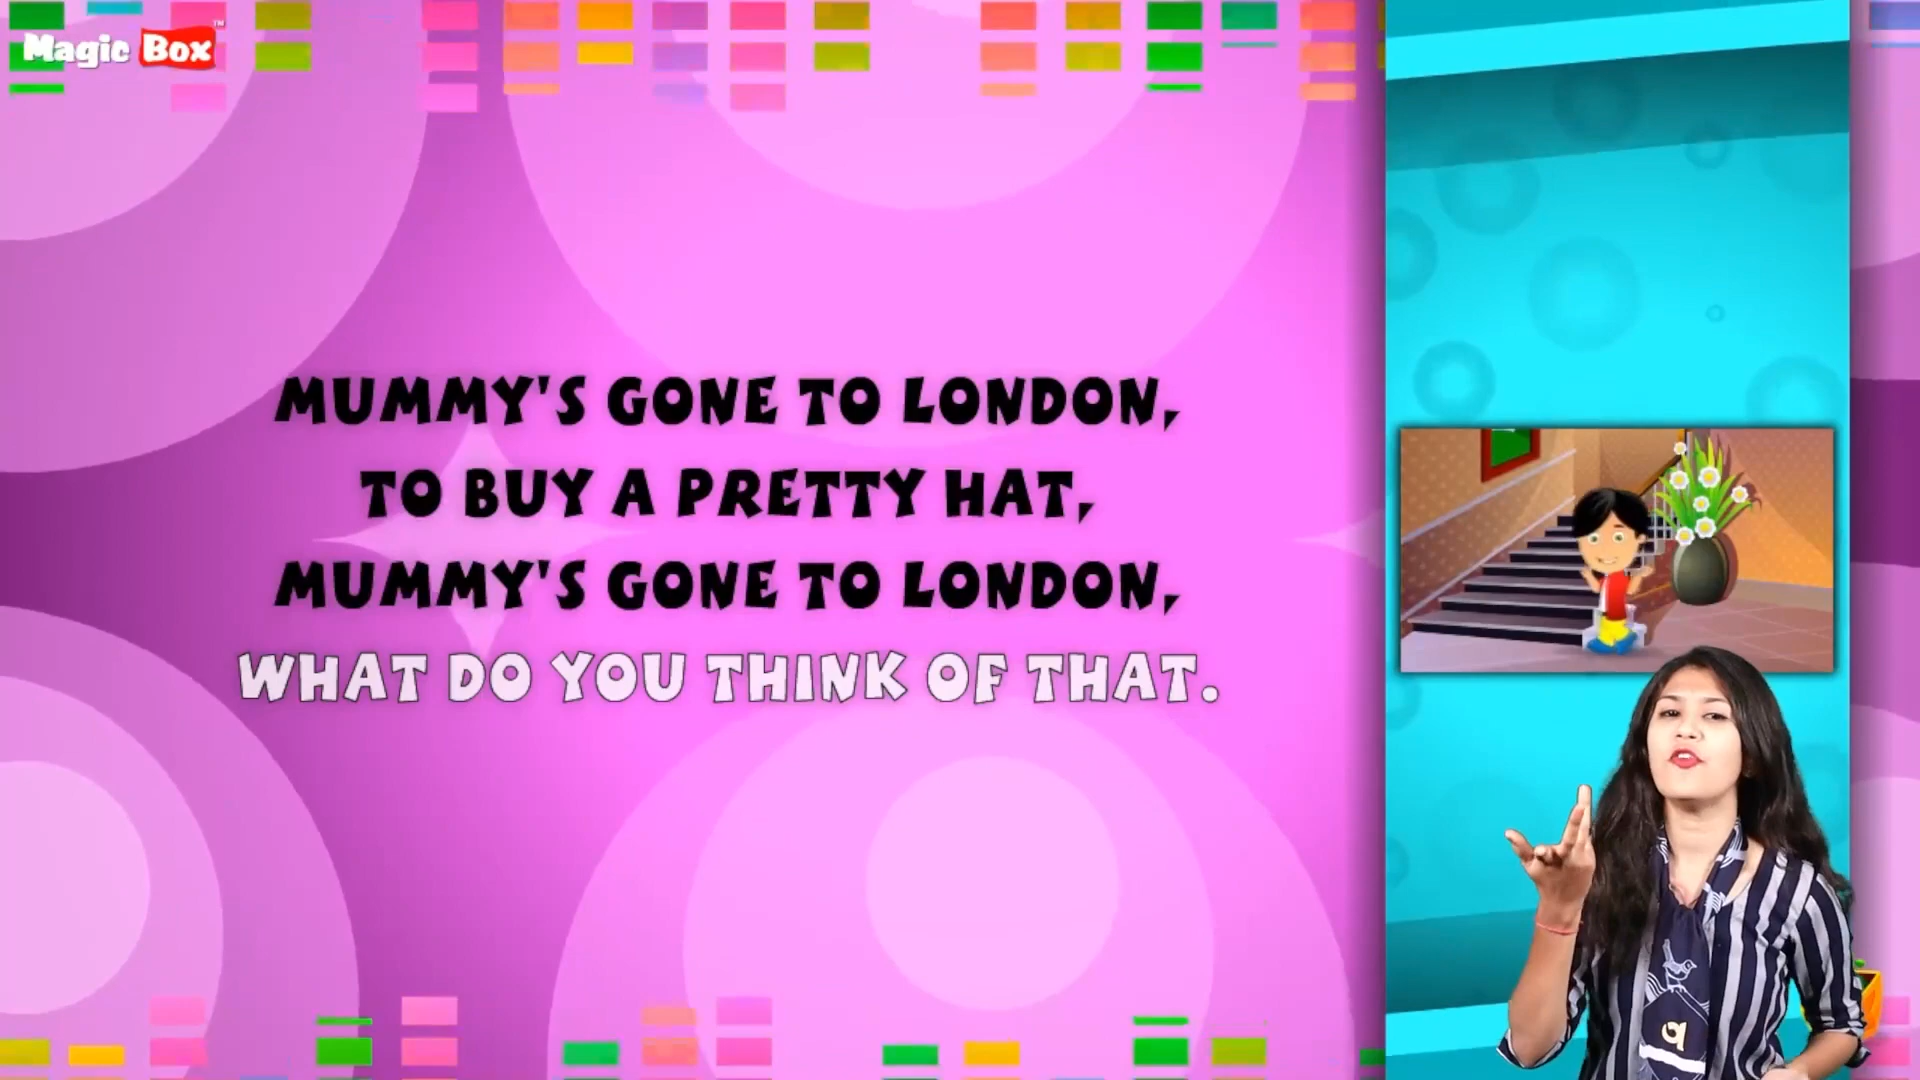 Magic Box™
MUMMY'S GONE TO LONDON,
TO BUY A PRETTY HAT,
MUMMY'S GONE TO LONDON,
WHAT DO YOU THINK OF THAT.